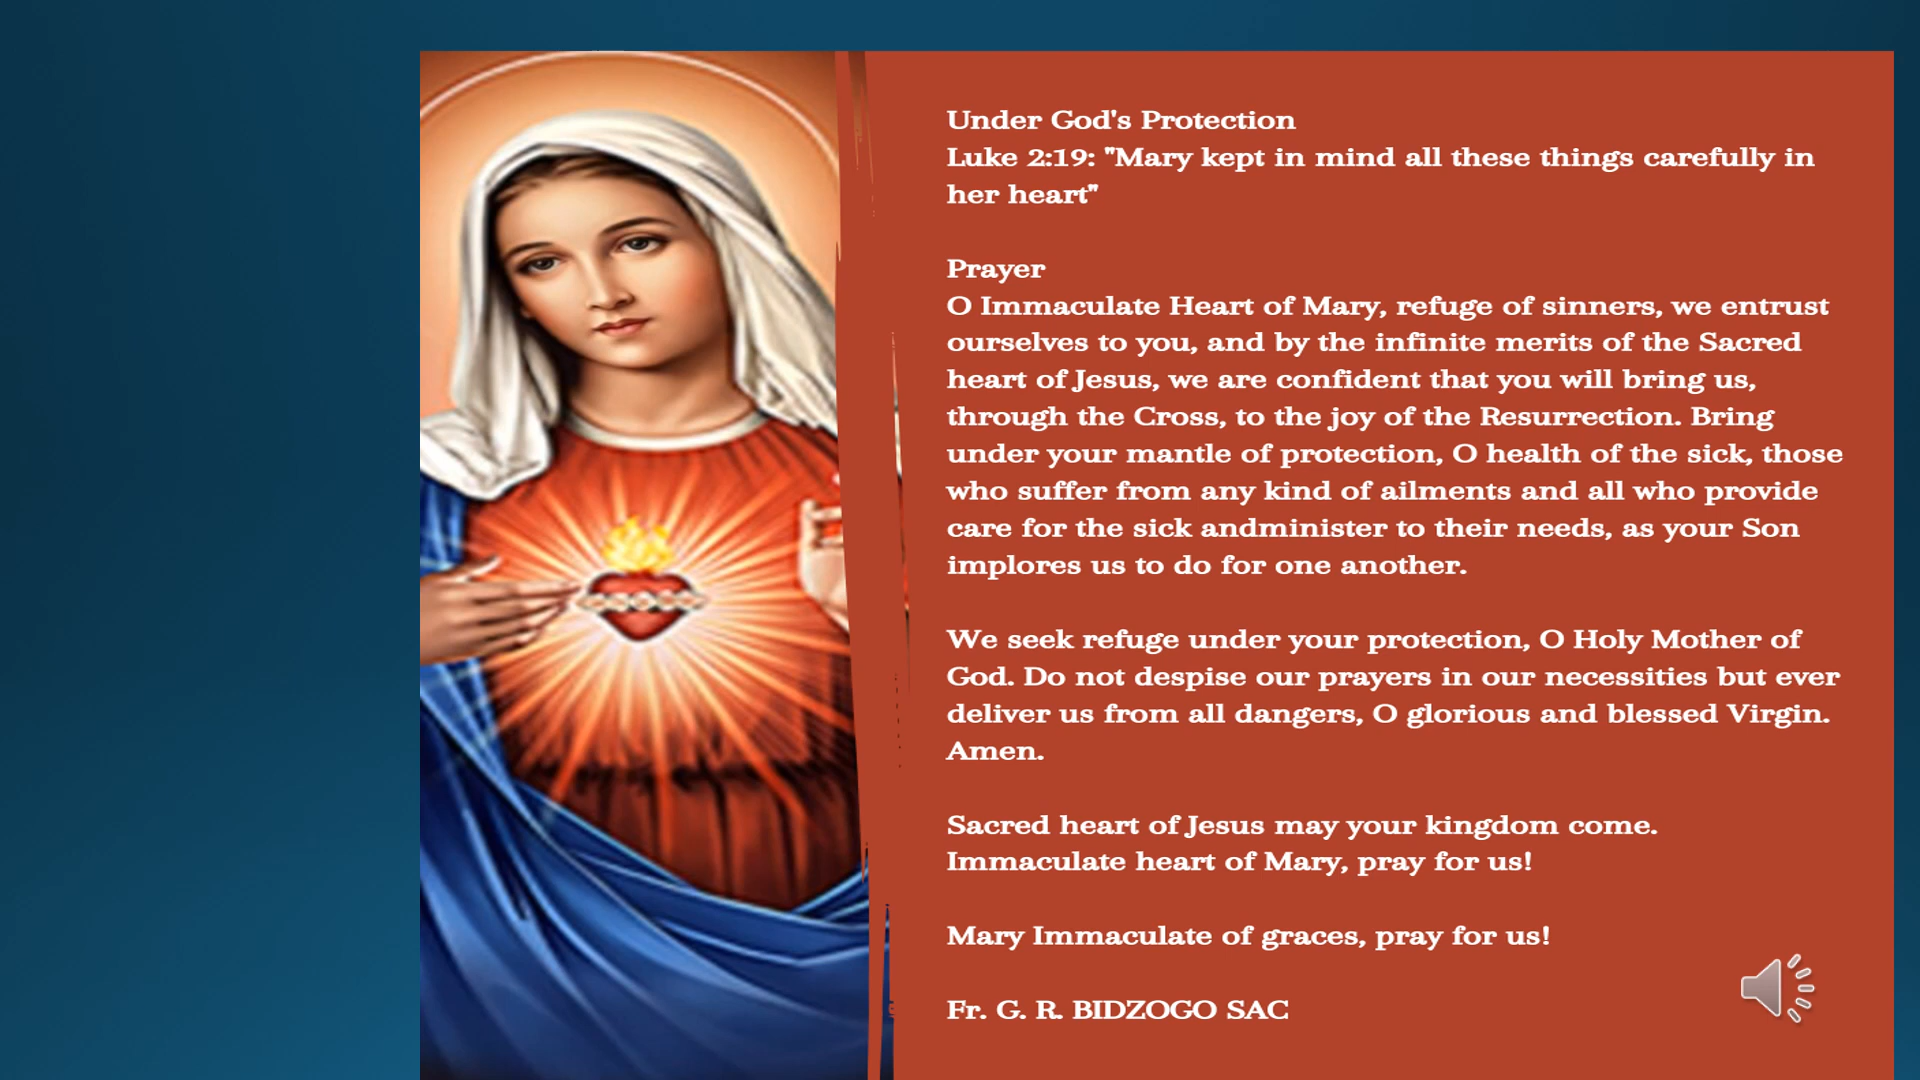 Under God's Protection
Luke 2:19: "Mary kept in mind all these things carefully in
her heart"
Prayer
O Immaculate Heart of Mary, refuge of sinners, we entrust
ourselves to you, and by the infinite merits of the Sacred
heart of Jesus, we are confident that you will bring us,
through the Cross, to the joy of the Resurrection. Bring
under your mantle of protection, O health of the sick, those
who suffer from any kind of ailments and all who provide
care for the sick andminister to their needs, as your Son
implores us to do for one another.
We seek refuge under your protection, O Holy Mother of
God. Do not despise our prayers in our necessities but ever
deliver us from all dangers, O glorious and blessed Virgin.
Amen.
Sacred heart of Jesus may your kingdom come.
Immaculate heart of Mary, pray for us!
Mary Immaculate of graces, pray for us!
Fr. G. R. BIDZOGO SAC